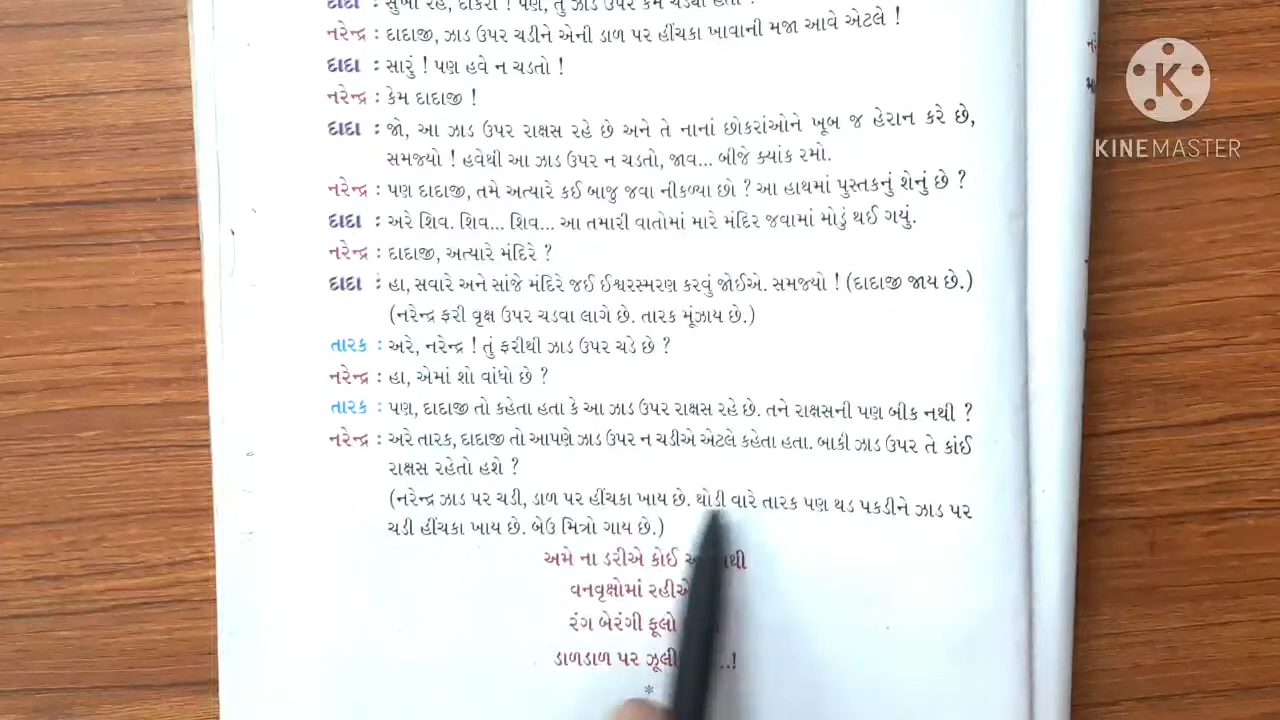 દાદા : સુખી રહે, દીકરા ! પણ, તું ઝાડ ઉપર કેમ ચડ્યો હતો ?
નરેન્દ્ર : દાદાજી, ઝાડ ઉપર ચડીને એની ડાળ પર હીંચકા ખાવાની મજા આવે એટલે !
દાદા : સારું ! પણ હવે ન ચડતો !
નરેન્દ્ર : કેમ દાદાજી !
દાદા : જો, આ ઝાડ ઉપર રાક્ષસ રહે છે અને તે નાનાં છોકરાંઓને ખૂબ જ હેરાન કરે છે,
સમજ્યો ! હવેથી આ ઝાડ ઉપર ન ચડતો, જાવ... બીજે ક્યાંક રમો.
નરેન્દ્ર : પણ દાદાજી, તમે અત્યારે કઈ બાજુ જવા નીકળ્યા છો ? આ હાથમાં પુસ્તકનું શેનું છે ?
દાદા : અરે શિવ. શિવ... શિવ... આ તમારી વાતોમાં મારે મંદિર જવામાં મોડું થઈ ગયું.
નરેન્દ્ર : દાદાજી, અત્યારે મંદિરે ?
દાદા : હા, સવારે અને સાંજે મંદિરે જઈ ઈશ્વરસ્મરણ કરવું જોઈએ. સમજ્યો ! (દાદાજી જાય છે.)
(નરેન્દ્ર ફરી વૃક્ષ ઉપર ચડવા લાગે છે. તારક મૂંઝાય છે.)
તારક : અરે, નરેન્દ્ર ! તું ફરીથી ઝાડ ઉપર ચડે છે ?
નરેન્દ્ર : હા, એમાં શો વાંધો છે ?
તારક : પણ, દાદાજી તો કહેતા હતા કે આ ઝાડ ઉપર રાક્ષસ રહે છે. તને રાક્ષસની પણ બીક નથી ?
નરેન્દ્ર : અરે તારક, દાદાજી તો આપણે ઝાડ ઉપર ન ચડીએ એટલે કહેતા હતા. બાકી ઝાડ ઉપર તે કાંઈ
રાક્ષસ રહેતો હશે ?
(નરેન્દ્ર ઝાડ પર ચડી, ડાળ પર હીંચકા ખાય છે. થોડી વારે તારક પણ થડ પકડીને ઝાડ પર
ચડી હીંચકા ખાય છે. બેઉ મિત્રો ગાય છે.)
અમે ના ડરીએ કોઈ
વનવૃક્ષોમાં
રંગ બેરંગી ફૂલો
ડાળડાળ પર
*
K
KINEMASTER